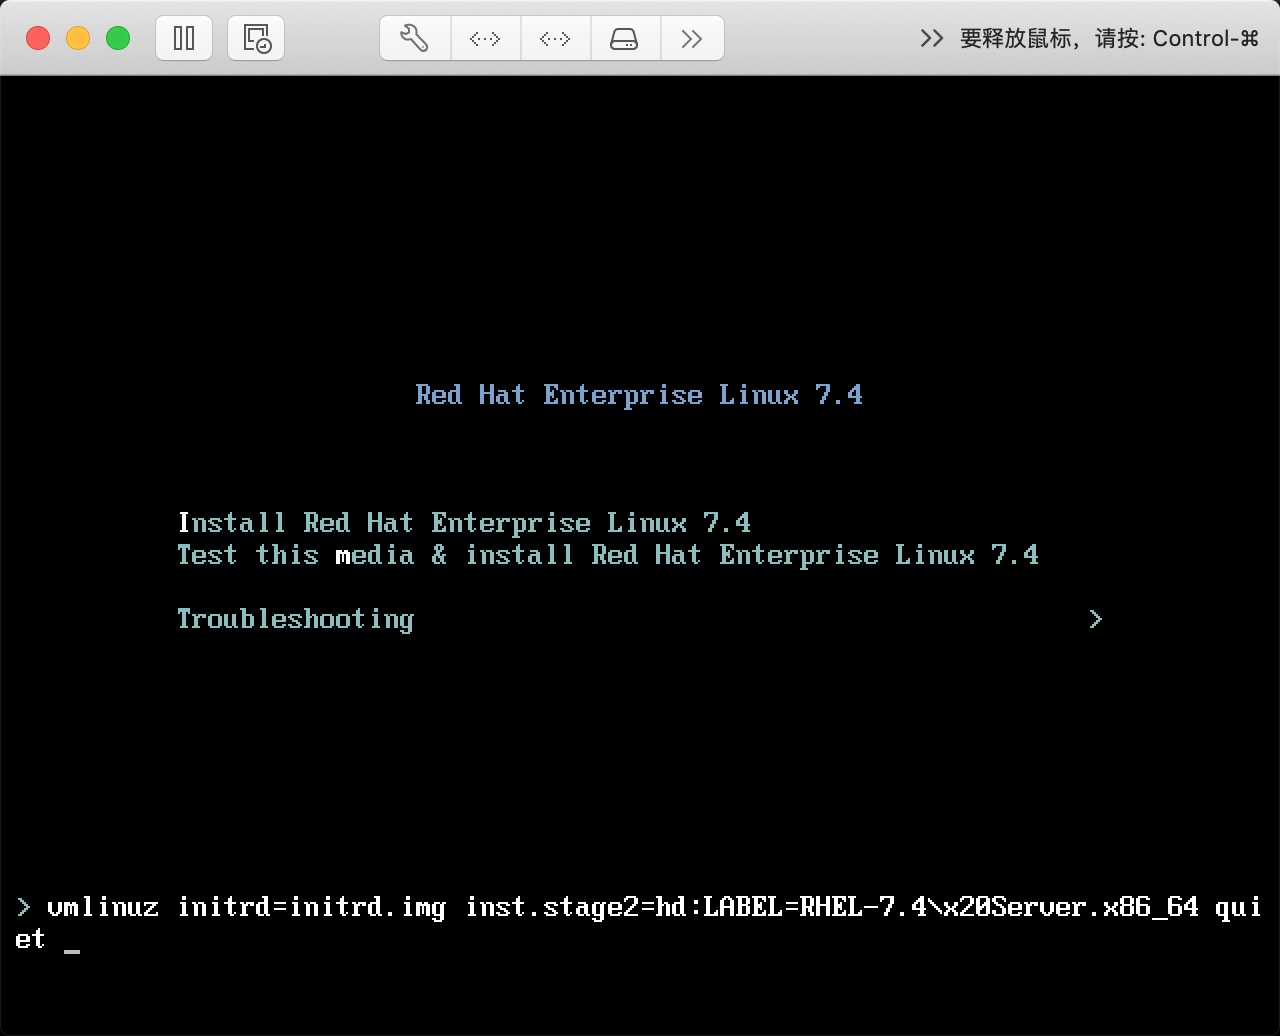 >> 要释放鼠标，请按: Control-⌘
Red Hat Enterprise Linux 7.4
Install Red Hat Enterprise Linux 7.4
Test this media & install Red Hat Enterprise Linux 7.4
Troubleshooting >
> vmlinuz initrd=initrd.img inst.stage2=hd:LABEL=RHEL-7.4\x20Server.x86_64 qui
et _